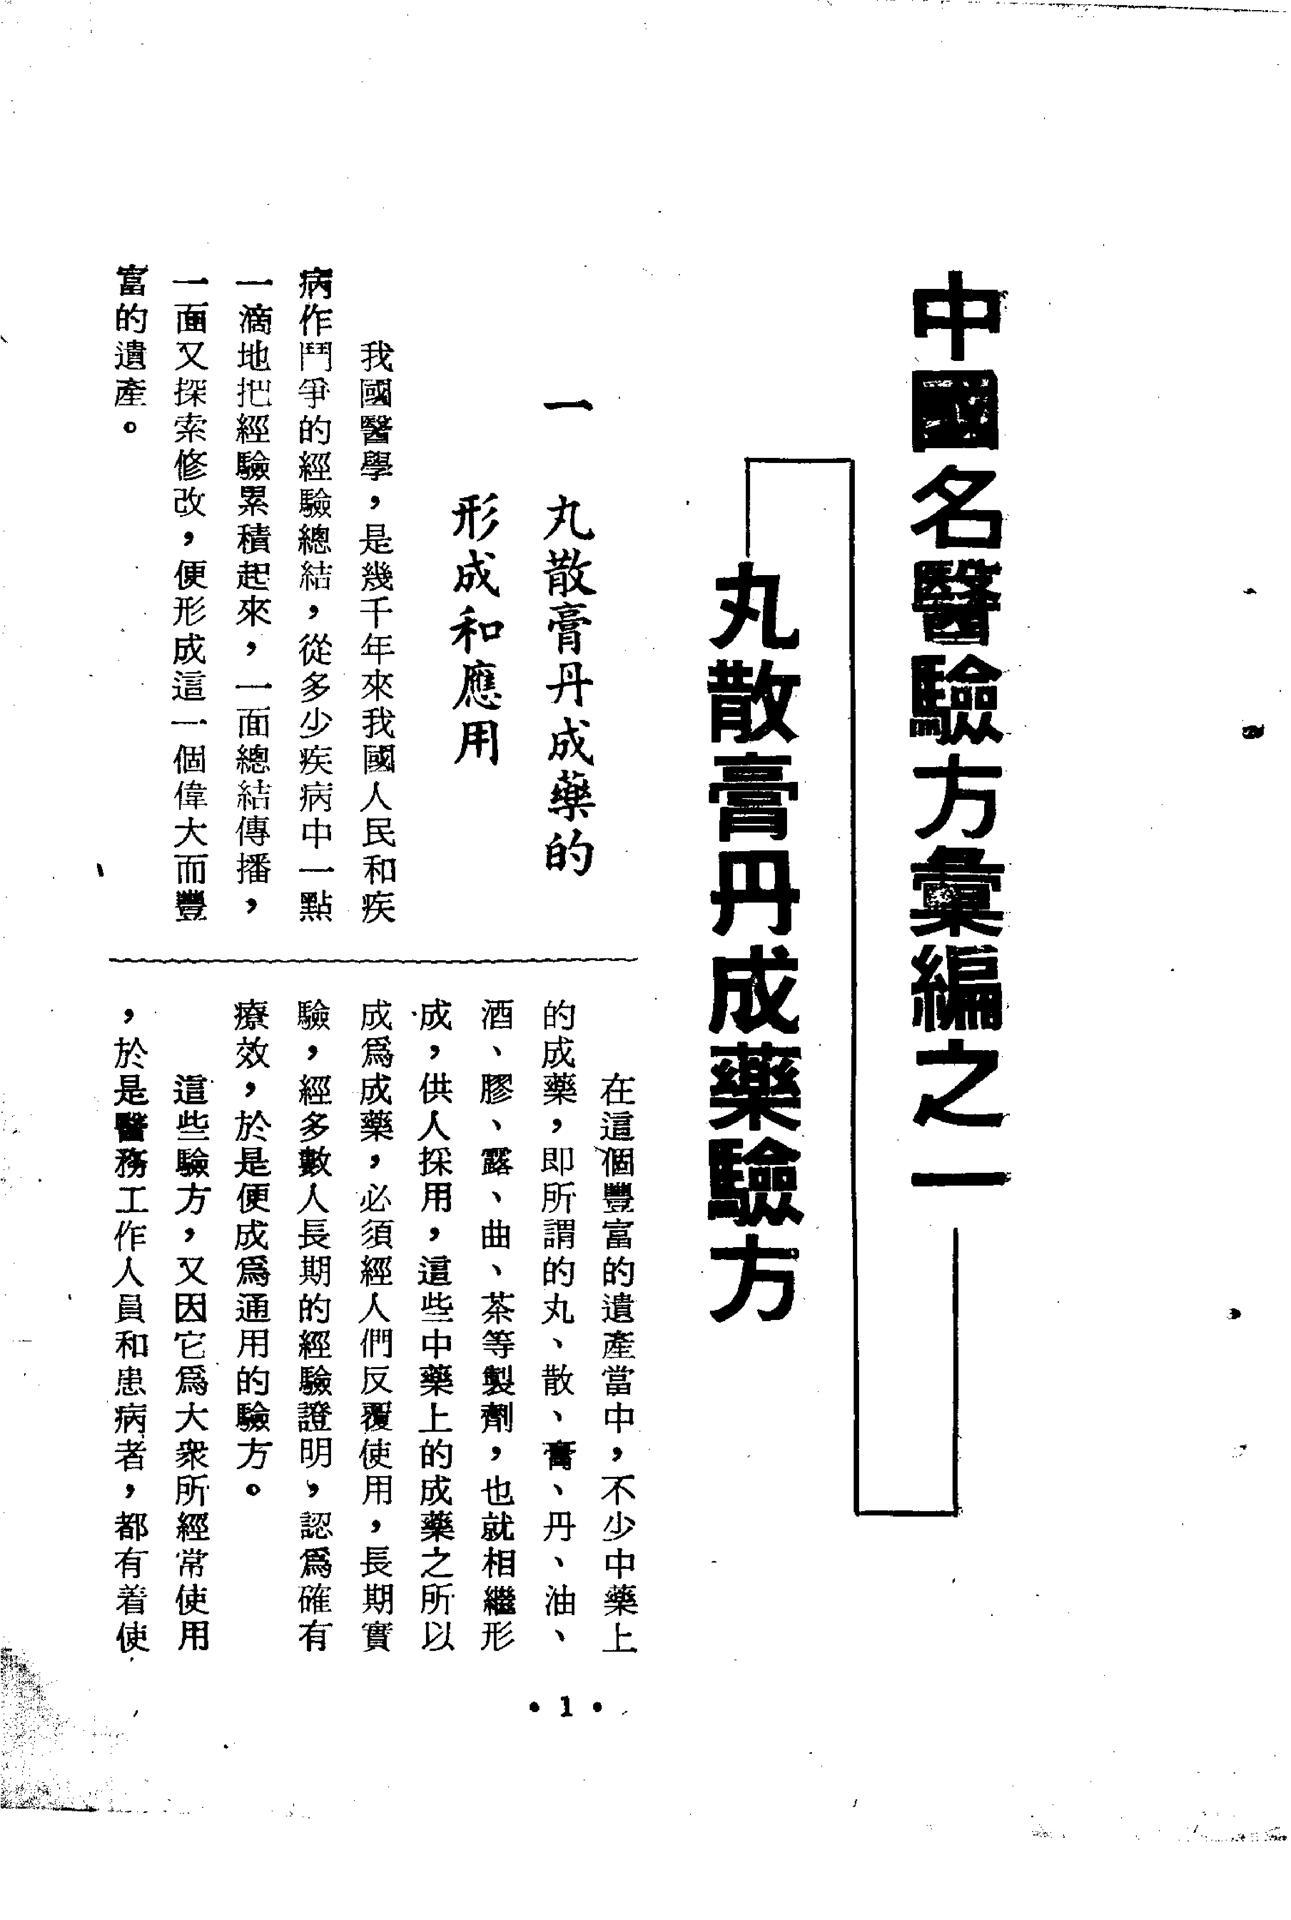 中國名醫驗方彙編之一
丸散膏丹成藥驗方
一　丸散膏丹成藥的
形成和應用
我國醫學，是幾千年來我國人民和疾
病作鬥爭的經驗總結，從多少疾病中一點
一滴地把經驗累積起來，一面總結傳播，
一面又探索修改，便形成這一個偉大而豐
富的遺產。
在這個豐富的遺產當中，不少中藥上
的成藥，即所謂的丸、散、膏、丹、油、
酒、膠、露、曲、茶等製劑，也就相繼形
成，供人採用，這些中藥上的成藥之所以
成爲成藥，必須經人們反覆使用，長期實
驗，經多數人長期的經驗證明，認爲確有
療效，於是便成爲通用的驗方。
這些驗方，又因它爲大衆所經常使用
，於是醫務工作人員和患病者，都有着使
• 1 •